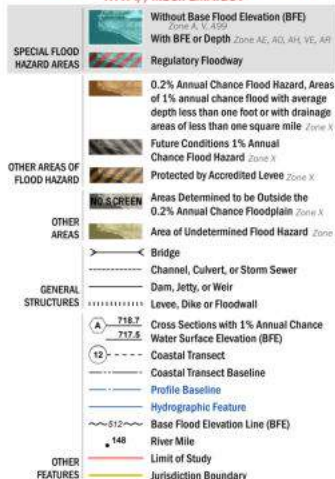 Without Base Flood Elevation (BFE)
Zone A, V, A99
With BFE or Depth Zone AE, AO, AH, VE, AR
SPECIAL FLOOD
HAZARD AREAS
Regulatory Floodway
0.2% Annual Chance Flood Hazard, Areas
of 1% annual chance flood with average
depth less than one foot or with drainage
areas of less than one square mile Zone X
Future Conditions 1% Annual
Chance Flood Hazard Zone X
OTHER AREAS OF
FLOOD HAZARD
Protected by Accredited Levee Zone X
NO SCREEN
Areas Determined to be Outside the
0.2% Annual Chance Floodplain Zone X
OTHER
AREAS
Area of Undetermined Flood Hazard Zone
Bridge
Channel, Culvert, or Storm Sewer
GENERAL
STRUCTURES
Dam, Jetty, or Weir
Levee, Dike or Floodwall
A 718.7 Cross Sections with 1% Annual Chance
717.5 Water Surface Elevation (BFE)
12 Coastal Transect
Coastal Transect Baseline
Profile Baseline
Hydrographic Feature
512 Base Flood Elevation Line (BFE)
148 River Mile
OTHER
FEATURES
Limit of Study
Jurisdiction Boundary